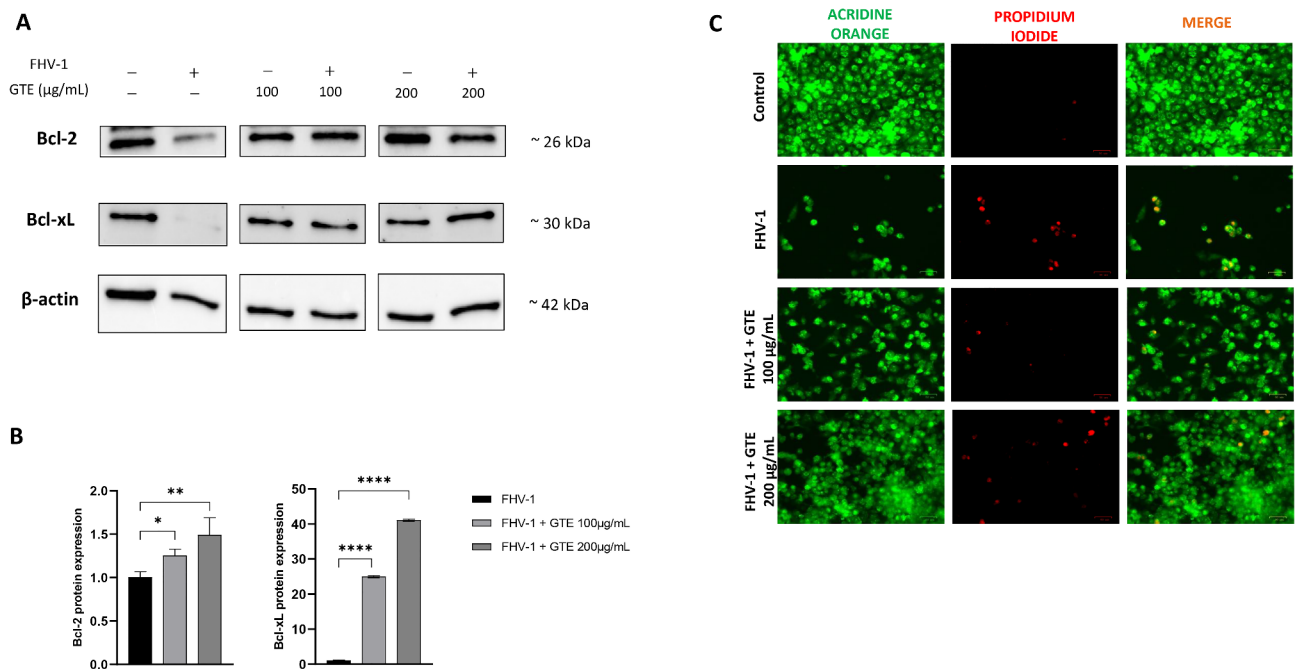 A
FHV-1 – + – + – +
GTE (µg/mL) – – 100 100 200 200
Bcl-2 ~ 26 kDa
Bcl-xL ~ 30 kDa
β-actin ~ 42 kDa
B
Bcl-2 protein expression
2.0
1.5
1.0
0.5
0.0
*
**
Bcl-xL protein expression
50
40
30
20
10
0
****
****
FHV-1
FHV-1 + GTE 100µg/mL
FHV-1 + GTE 200µg/mL
C
ACRIDINE
ORANGE
PROPIDIUM
IODIDE
MERGE
Control
FHV-1
FHV-1 + GTE
100 µg/mL
FHV-1 + GTE
200 µg/mL